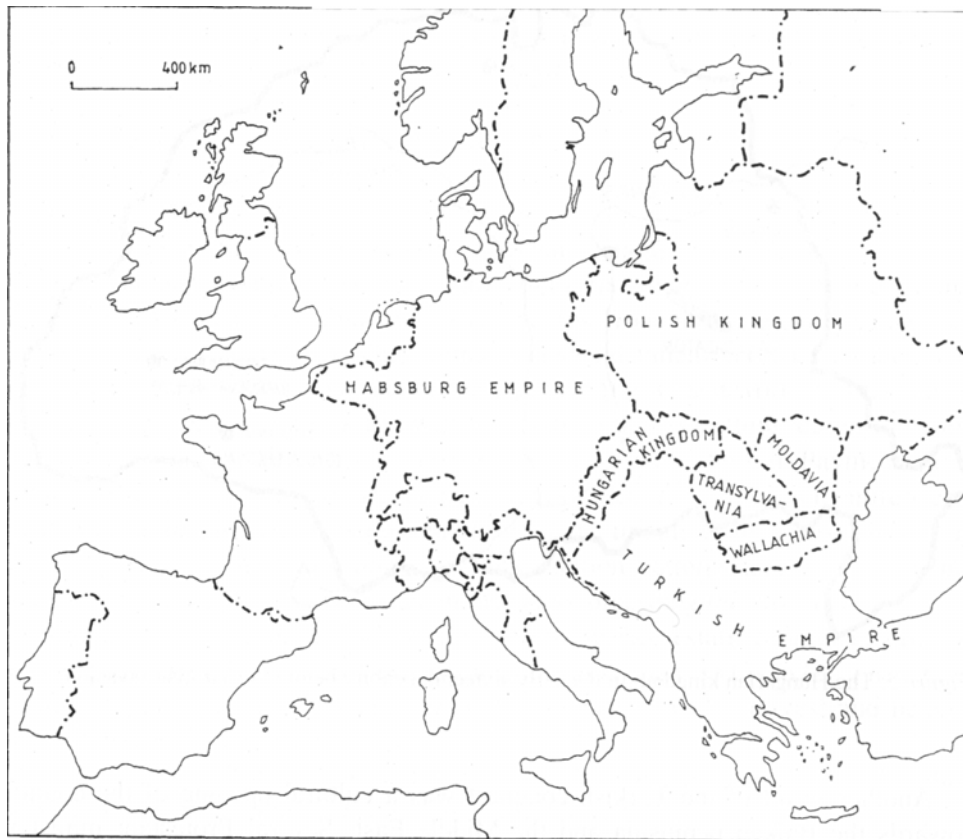 0 400 km
POLISH KINGDOM
HABSBURG EMPIRE
HUNGARIAN
KINGDOM
MOLDAVIA
TRANSYLVA-
NIA
WALLACHIA
TURKISH
EMPIRE